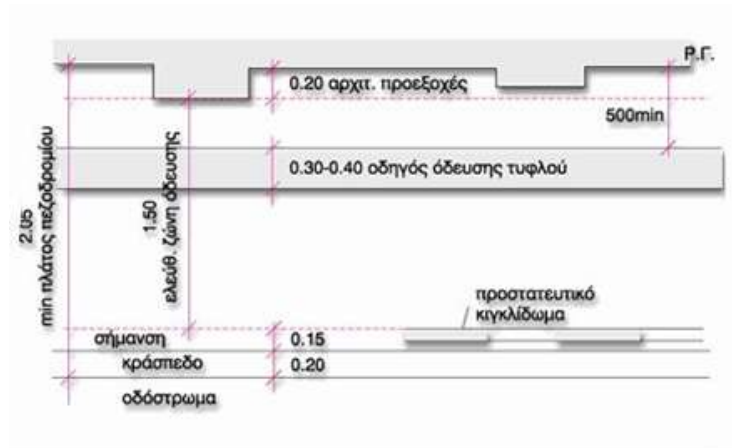 Ρ.Γ.
0.20 αρχιτ. προεξοχές
500min
0.30-0.40 οδηγός όδευσης τυφλού
2.05
min πλάτος πεζοδρομίου
1.50
ελεύθ. ζώνη όδευσης
προστατευτικό
κιγκλίδωμα
σήμανση 0.15
κράσπεδο 0.20
οδόστρωμα